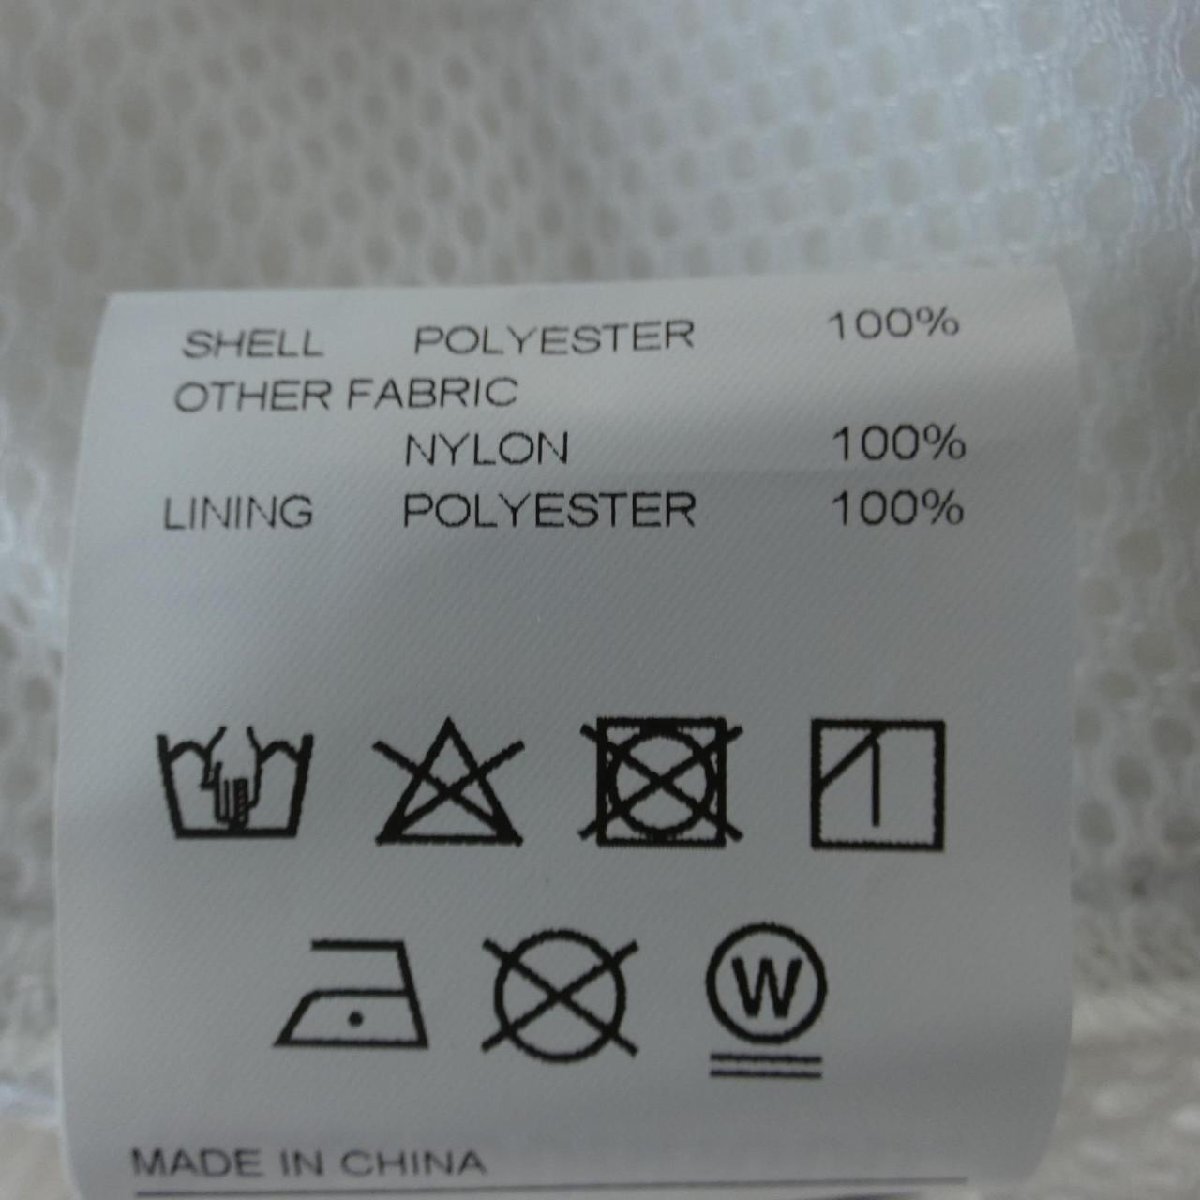 SHELL POLYESTER 100%
OTHER FABRIC
NYLON 100%
LINING POLYESTER 100%
W
MADE IN CHINA